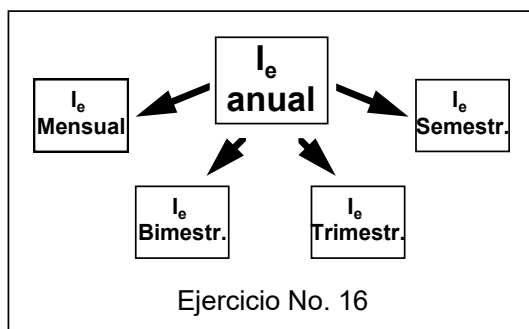 Ie
anual
Ie
Mensual
Ie
Semestr.
Ie
Bimestr.
Ie
Trimestr.
Ejercicio No. 16